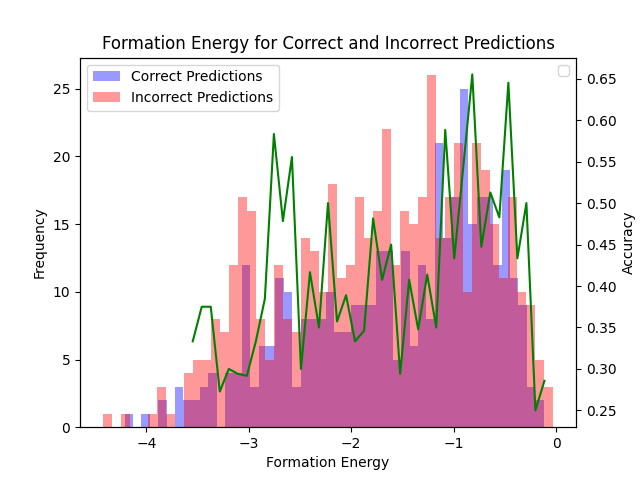 Formation Energy for Correct and Incorrect Predictions
Correct Predictions
Incorrect Predictions
25
20
15
10
5
0
Frequency
0.65
0.60
0.55
0.50
0.45
0.40
0.35
0.30
0.25
Accuracy
−4 −3 −2 −1 0
Formation Energy